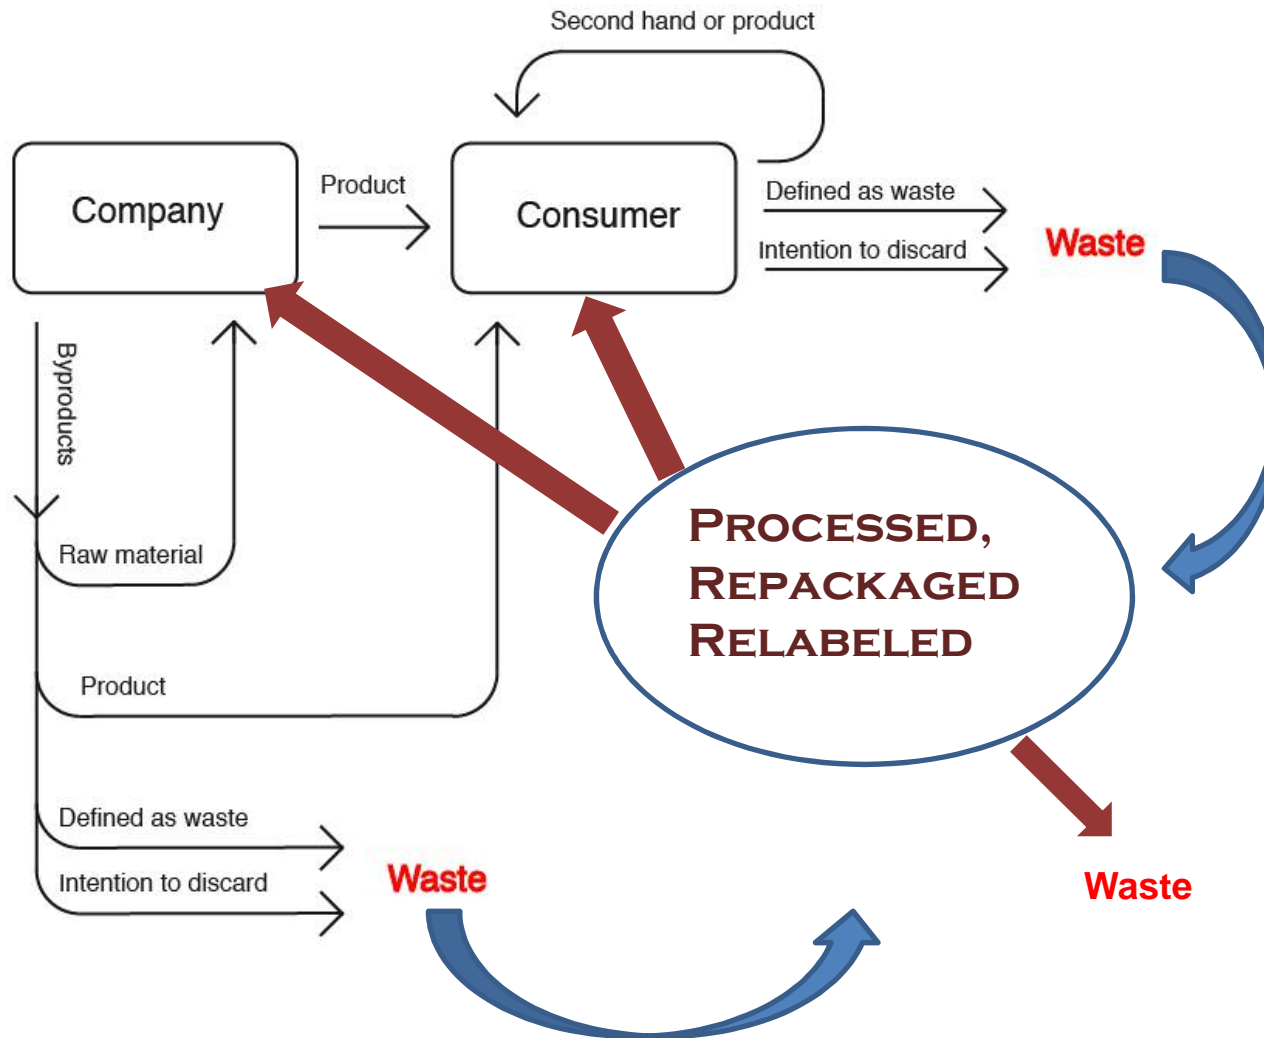 Second hand or product
Company
Product
Consumer
Defined as waste
Intention to discard
Waste
Byproducts
Raw material
Product
Defined as waste
Intention to discard
Waste
PROCESSED,
REPACKAGED
RELABELED
Waste